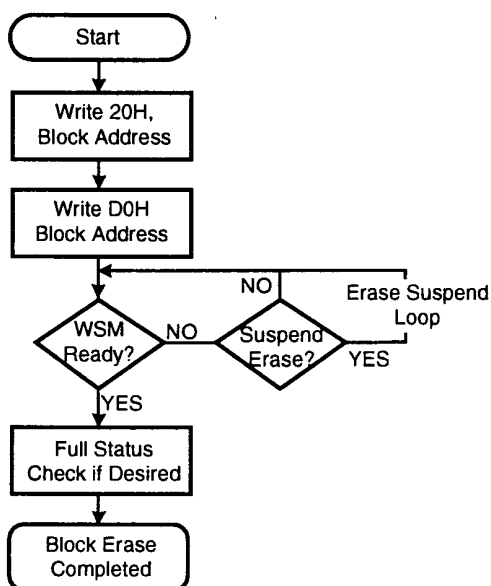 Start
Write 20H,
Block Address
Write D0H
Block Address
NO
Erase Suspend
Loop
WSM
Ready?
NO
Suspend
Erase?
YES
YES
Full Status
Check if Desired
Block Erase
Completed